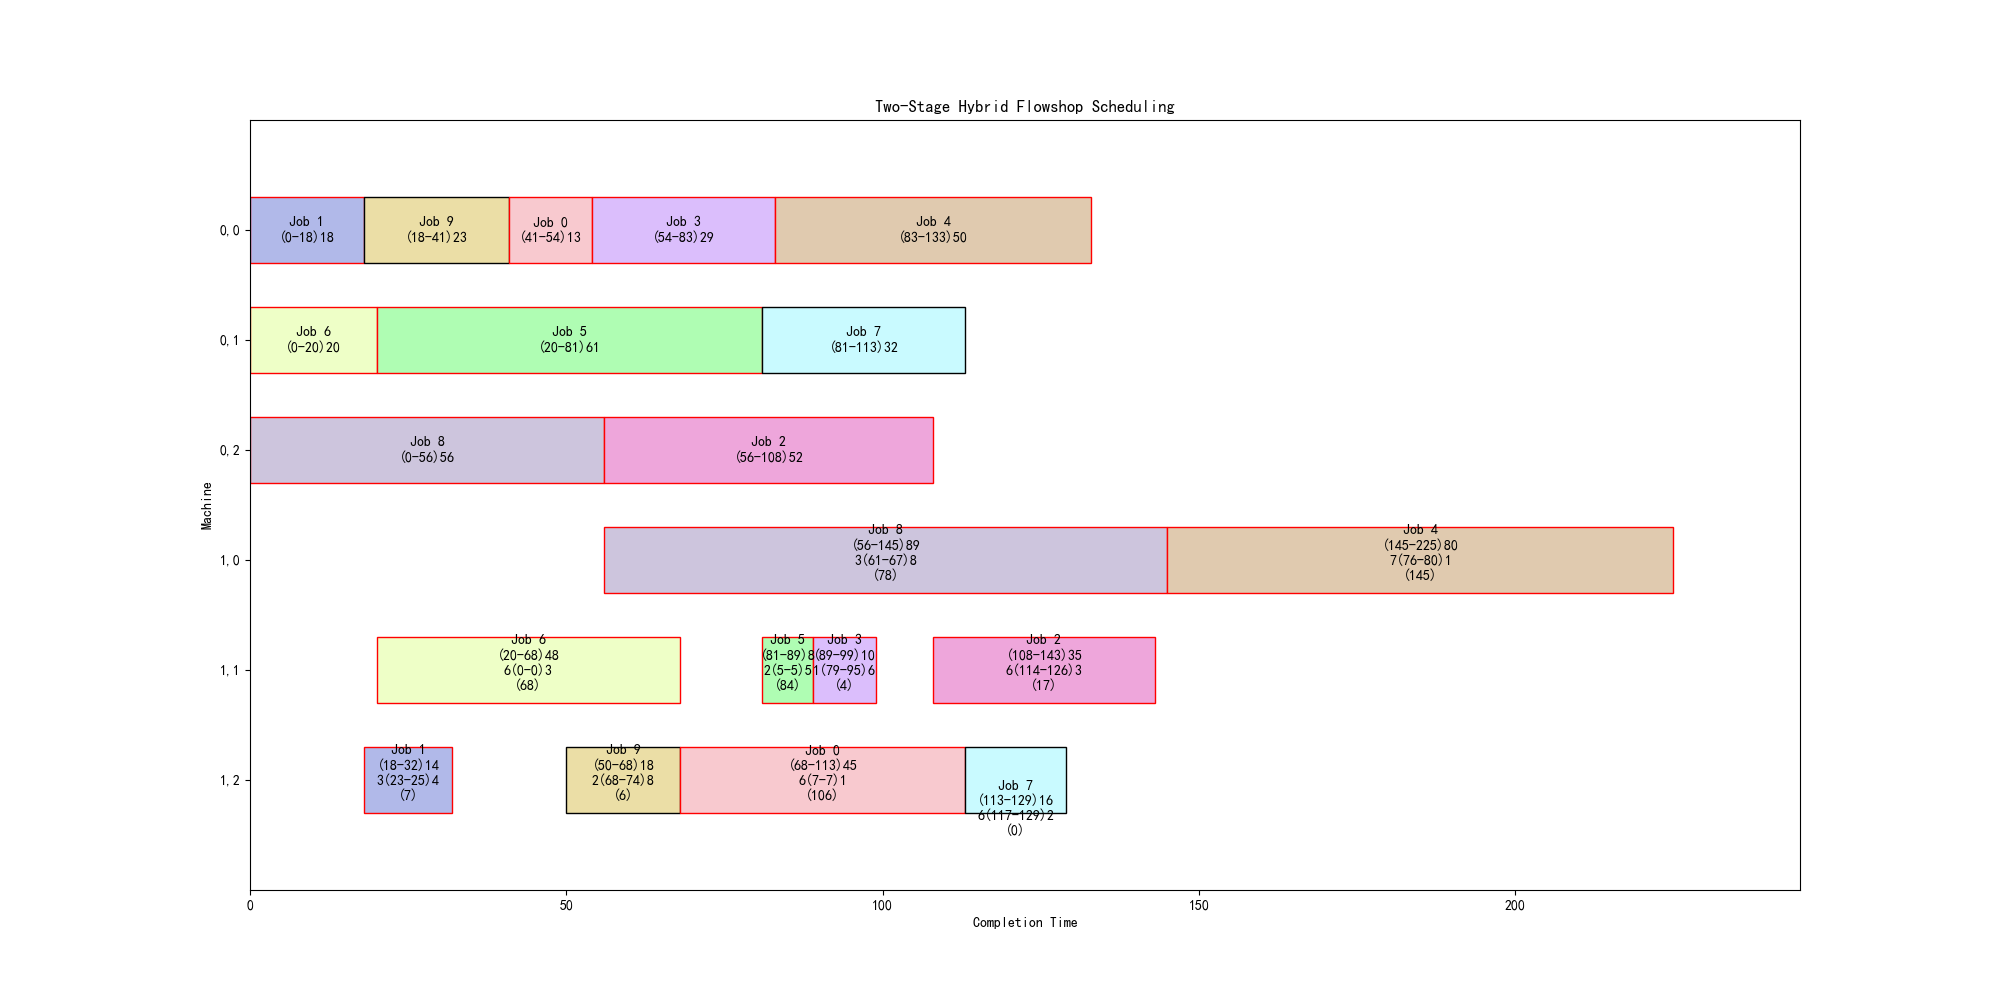 Two-Stage Hybrid Flowshop Scheduling
Machine
0,0
Job 1
(0-18)18
Job 9
(18-41)23
Job 0
(41-54)13
Job 3
(54-83)29
Job 4
(83-133)50
0,1
Job 6
(0-20)20
Job 5
(20-81)61
Job 7
(81-113)32
0,2
Job 8
(0-56)56
Job 2
(56-108)52
1,0
Job 8
(56-145)89
3(61-67)8
(78)
Job 4
(145-225)80
7(76-80)1
(145)
1,1
Job 6
(20-68)48
6(0-0)3
(68)
Job 5
(81-89)8
2(5-5)5
(84)
Job 3
(89-99)10
1(79-95)6
(4)
Job 2
(108-143)35
6(114-126)3
(17)
1,2
Job 1
(18-32)14
3(23-25)4
(7)
Job 9
(50-68)18
2(68-74)8
(6)
Job 0
(68-113)45
6(7-7)1
(106)
Job 7
(113-129)16
6(117-129)2
(0)
0
50
100
150
200
Completion Time